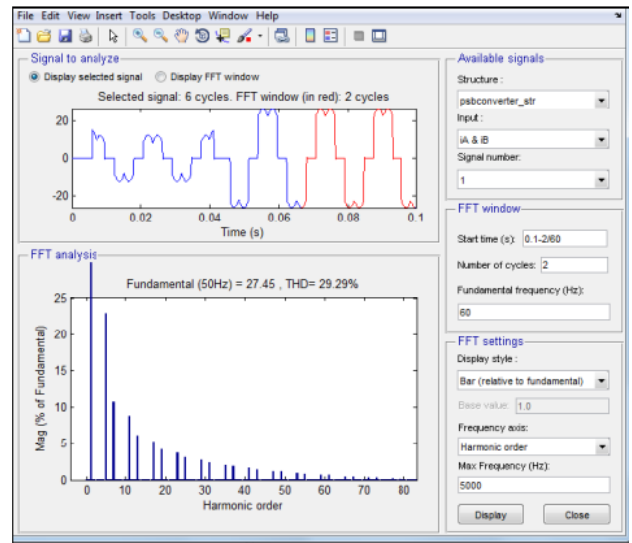 File Edit View Insert Tools Desktop Window Help
Signal to analyze
Display selected signal Display FFT window
Selected signal: 6 cycles. FFT window (in red): 2 cycles
20
0
-20
0 0.02 0.04 0.06 0.08 0.1
Time (s)
FFT analysis
Fundamental (50Hz) = 27.45 , THD= 29.29%
Mag (% of Fundamental)
25
20
15
10
5
0
0 10 20 30 40 50 60 70 80
Harmonic order
Available signals
Structure :
psbconverter_str
Input :
iA & iB
Signal number:
1
FFT window
Start time (s): 0.1-2/60
Number of cycles: 2
Fundamental frequency (Hz):
60
FFT settings
Display style :
Bar (relative to fundamental)
Base value: 1.0
Frequency axis:
Harmonic order
Max Frequency (Hz):
5000
Display Close